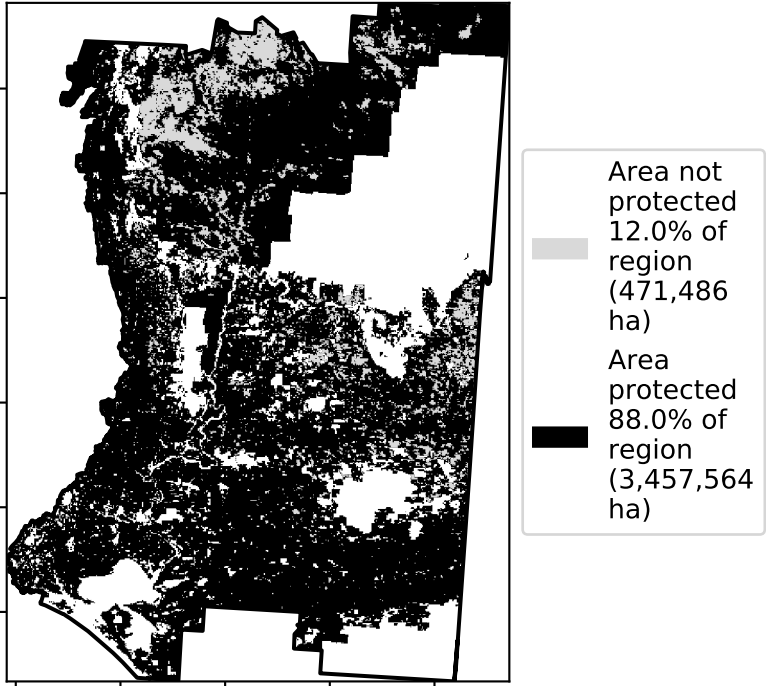 Area not
protected
12.0% of
region
(471,486
ha)
Area
protected
88.0% of
region
(3,457,564
ha)